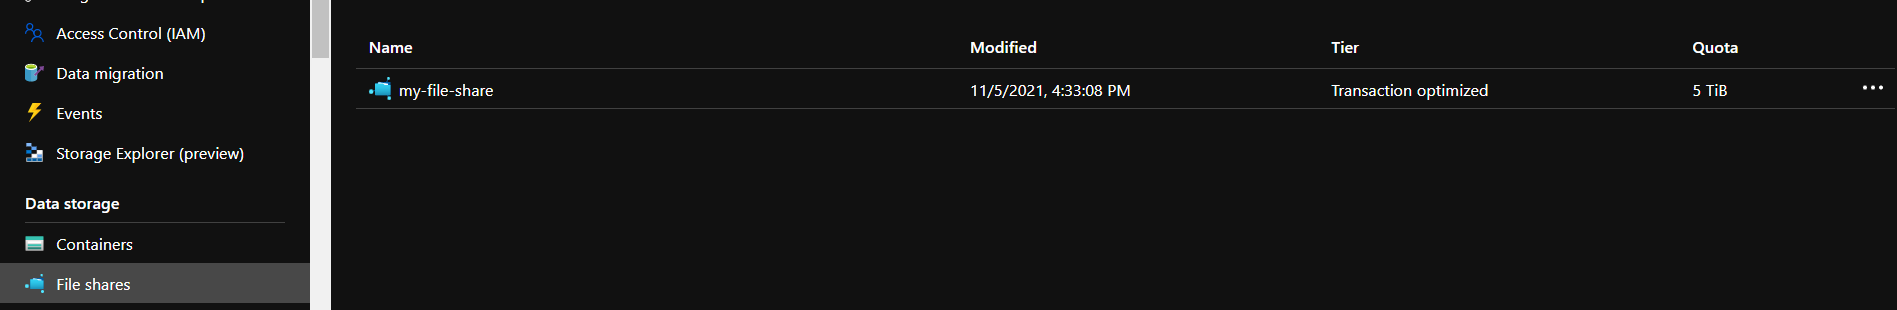 Access Control (IAM)
Data migration
Events
Storage Explorer (preview)
Data storage
Containers
File shares
Name Modified Tier Quota
my-file-share 11/5/2021, 4:33:08 PM Transaction optimized 5 TiB